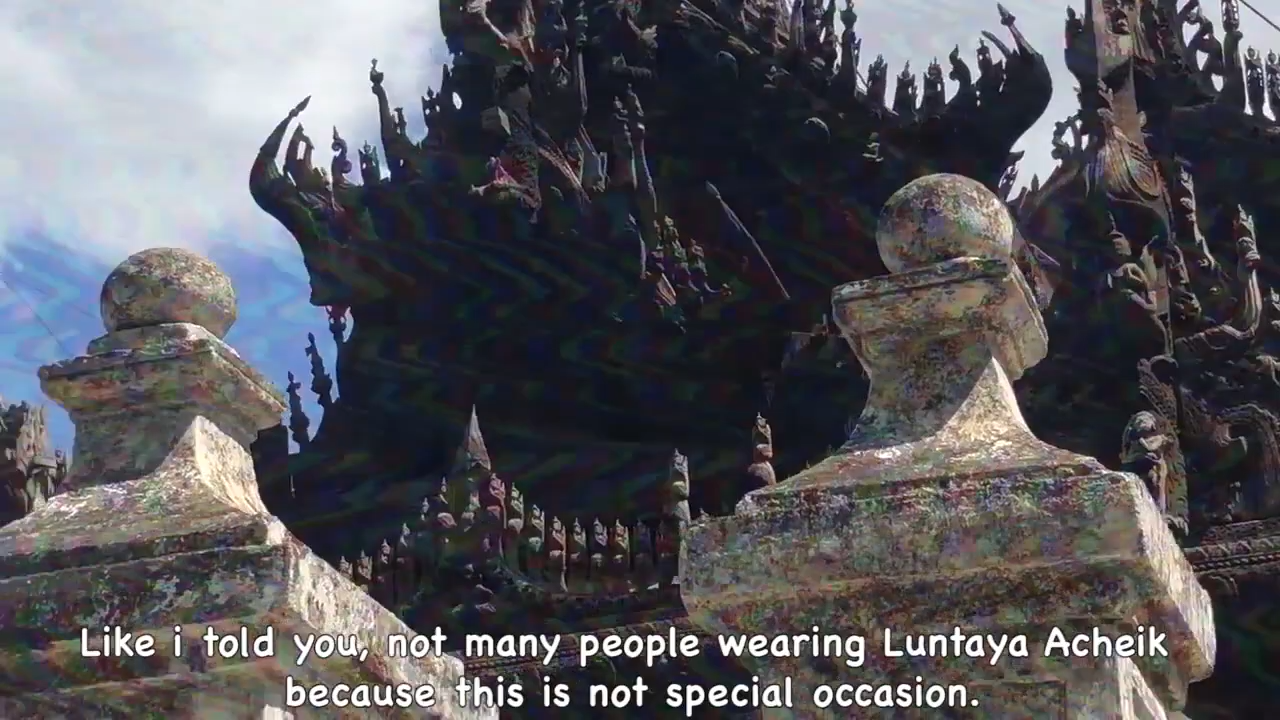 Like i told you, not many people wearing Luntaya Acheik
because this is not special occasion.